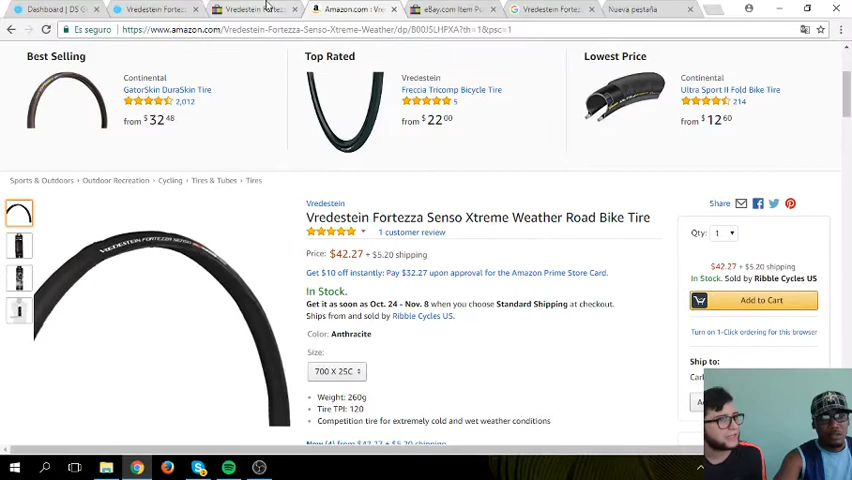 Dashboard | DS G
Vredestein Fortez
Vredestein Fortezz
Amazon.com : Vre
eBay.com Item Pu
Vredestein Fortez
Nueva pestaña
Es seguro
https://www.amazon.com/Vredestein-Fortezza-Senso-Xtreme-Weather/dp/B00J5LHPXA?th=1&psc=1
Best Selling
Continental
GatorSkin DuraSkin Tire
2,012
from $32 48
Top Rated
Vredestein
Freccia Tricomp Bicycle Tire
5
from $22 00
Lowest Price
Continental
Ultra Sport II Fold Bike Tire
214
from $12 60
Sports & Outdoors › Outdoor Recreation › Cycling › Tires & Tubes › Tires
VREDESTEIN FORTEZZA SENSO
Vredestein
Vredestein Fortezza Senso Xtreme Weather Road Bike Tire
1 customer review
Price: $42.27 + $5.20 shipping
Get $10 off instantly: Pay $32.27 upon approval for the Amazon Prime Store Card.
In Stock.
Get it as soon as Oct. 24 - Nov. 8 when you choose Standard Shipping at checkout.
Ships from and sold by Ribble Cycles US.
Color: Anthracite
Size:
700 X 25C
• Weight: 260g
• Tire TPI: 120
• Competition tire for extremely cold and wet weather conditions
New (4) from $42.27 + $5.20 shipping
Share
Qty: 1
$42.27 + $5.20 shipping
In Stock. Sold by Ribble Cycles US
Add to Cart
Turn on 1-Click ordering for this browser
Ship to: